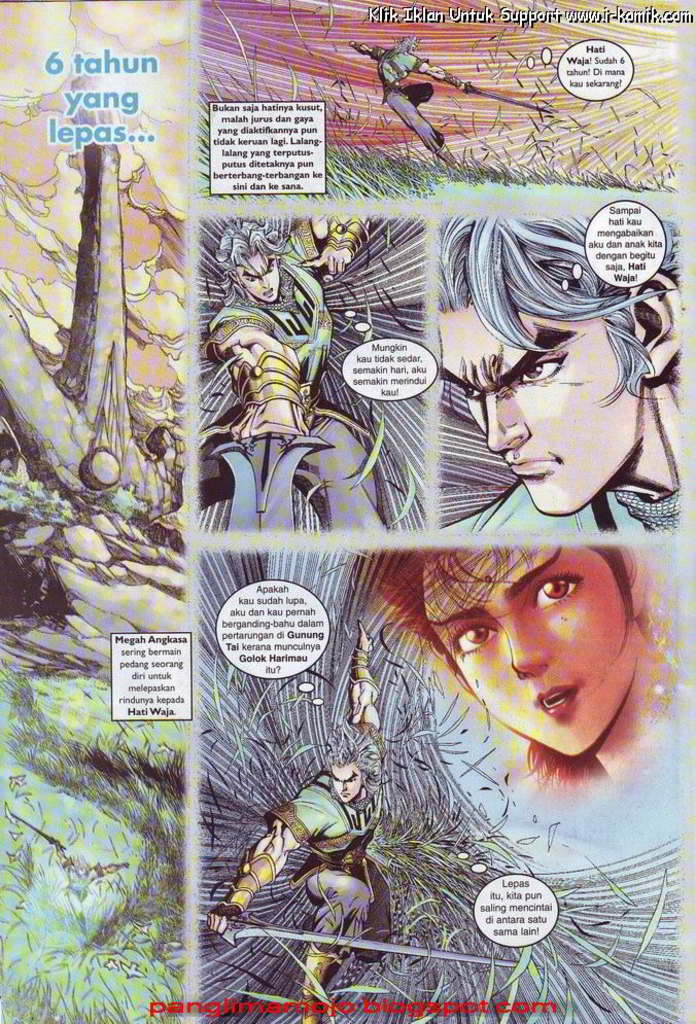 Klik Iklan Untuk Support www.i-komik.com
6 tahun
yang
lepas...
Hati
Waja! Sudah 6
tahun! Di mana
kau sekarang?
Bukan saja hatinya kusut,
malah jurus dan gaya
yang diaktifkannya pun
tidak keruan lagi. Lalang-
lalang yang terputus-
putus ditetaknya pun
berterbang-terbangan ke
sini dan ke sana.
Mungkin
kau tidak sedar,
semakin hari, aku
semakin merindui
kau!
Sampai
hati kau
mengabaikan
aku dan anak kita
dengan begitu
saja, Hati
Waja!
Megah Angkasa
sering bermain
pedang seorang
diri untuk
melepaskan
rindunya kepada
Hati Waja.
Apakah
kau sudah lupa,
aku dan kau pernah
berganding-bahu dalam
pertarungan di Gunung
Tai kerana munculnya
Golok Harimau
itu?
Lepas
itu, kita pun
saling mencintai
di antara satu
sama lain!
panglimamojo.blogspot.com